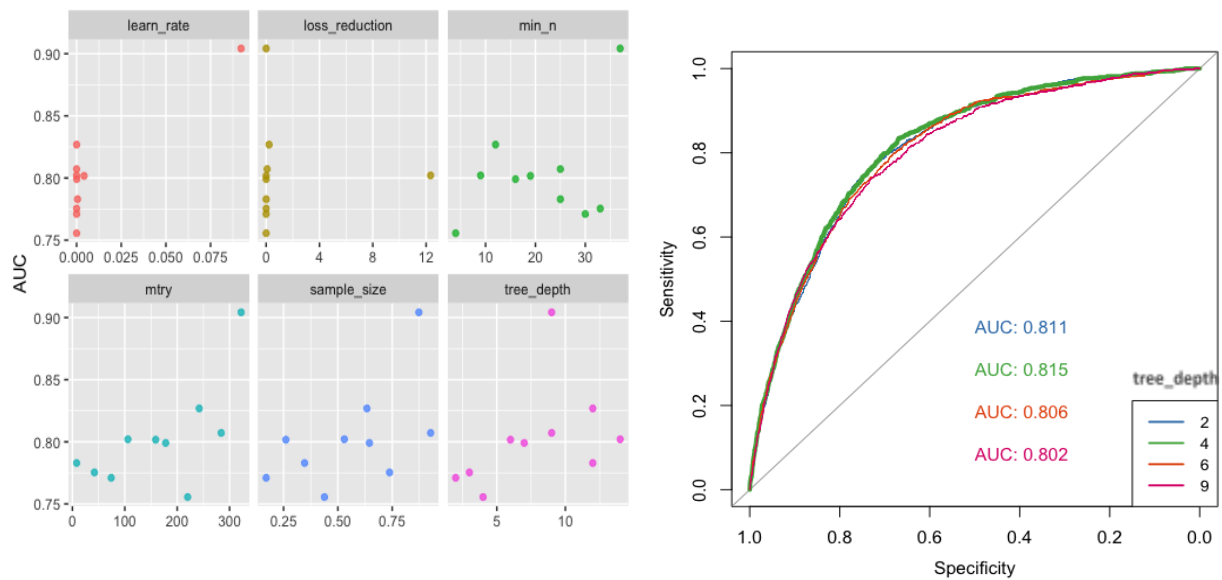 learn_rate loss_reduction min_n
0.90
0.85
0.80
0.75
0.000 0.025 0.050 0.075 0 4 8 12 10 20 30
AUC
mtry sample_size tree_depth
0.90
0.85
0.80
0.75
0 100 200 300 0.25 0.50 0.75 5 10
1.0
0.8
0.6
0.4
0.2
0.0
Sensitivity
AUC: 0.811
AUC: 0.815
AUC: 0.806
AUC: 0.802
tree_depth
2
4
6
9
1.0 0.8 0.6 0.4 0.2 0.0
Specificity